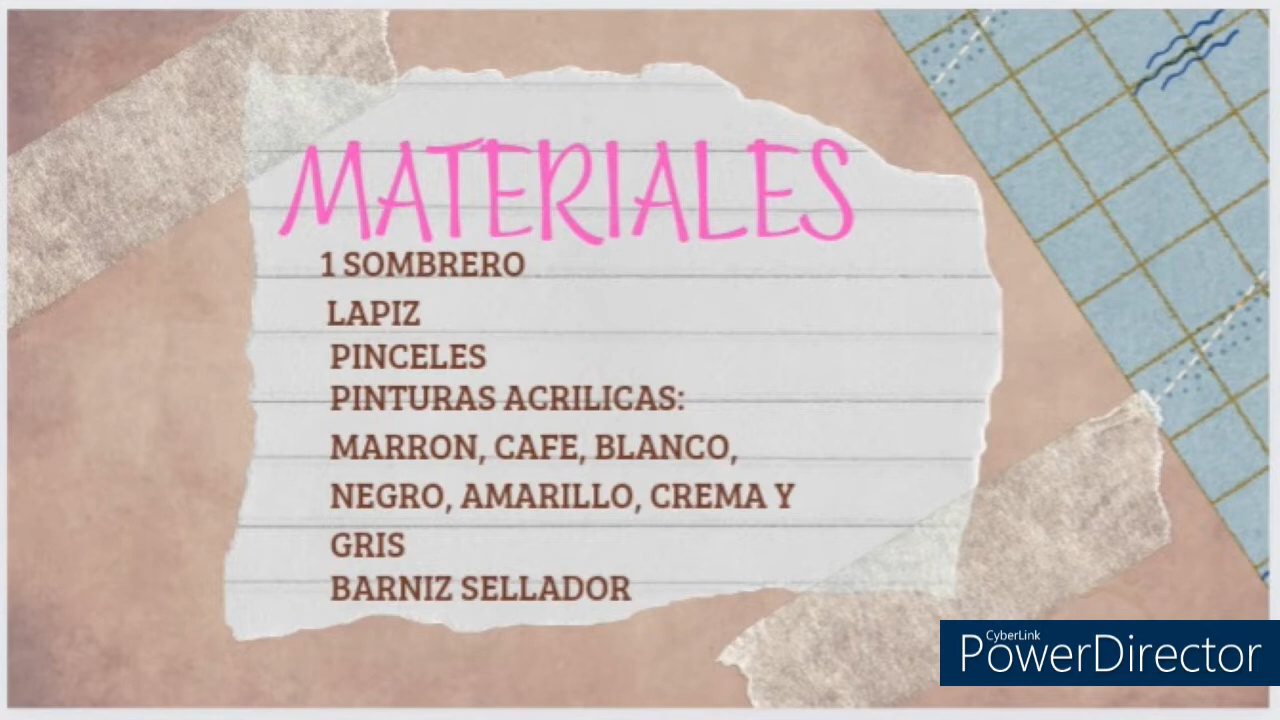 MATERIALES
1 SOMBRERO
LAPIZ
PINCELES
PINTURAS ACRILICAS:
MARRON, CAFE, BLANCO,
NEGRO, AMARILLO, CREMA Y
GRIS
BARNIZ SELLADOR
CyberLink
PowerDirector